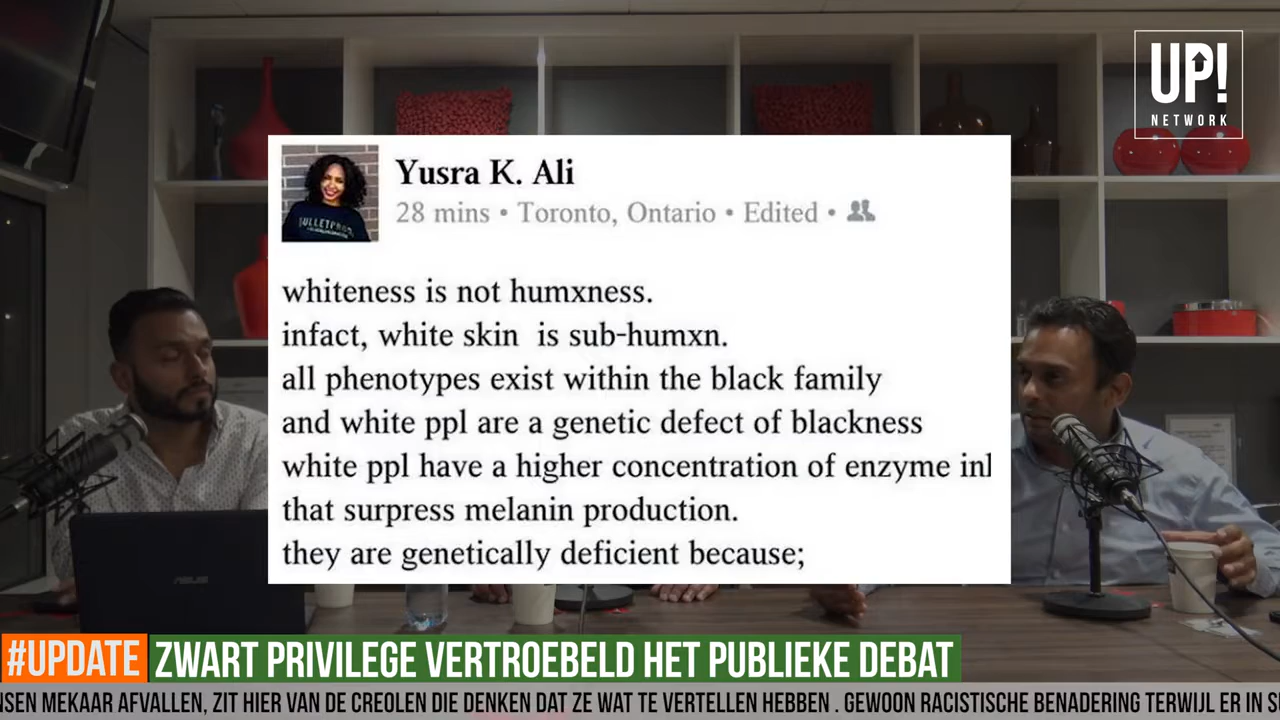 UP!
NETWORK
Yusra K. Ali
28 mins • Toronto, Ontario • Edited •
whiteness is not humxness.
infact, white skin is sub-humxn.
all phenotypes exist within the black family
and white ppl are a genetic defect of blackness
white ppl have a higher concentration of enzyme
that surpress melanin production.
they are genetically deficient because;
ASUS
#UPDATE ZWART PRIVILEGE VERTROEBELD HET PUBLIEKE DEBAT
MEKAAR AFVALLEN, ZIT HIER VAN DE CREOLEN DIE DENKEN DAT ZE WAT TE VERTELLEN HEBBEN . GEWOON RACISTISCHE BENADERING TERWIJL ER IN